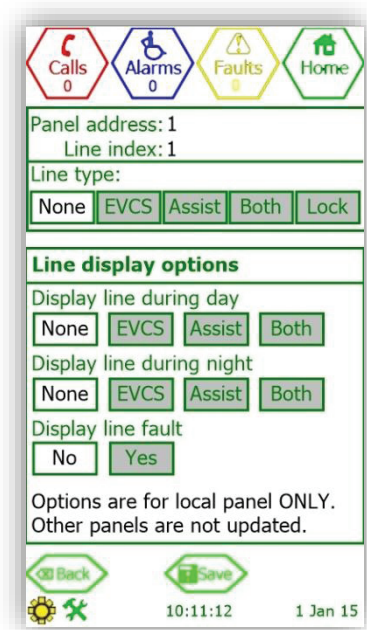 Calls Alarms Faults Home
0 0 0
Panel address: 1
Line index: 1
Line type:
None EVCS Assist Both Lock
Line display options
Display line during day
None EVCS Assist Both
Display line during night
None EVCS Assist Both
Display line fault
No Yes
Options are for local panel ONLY.
Other panels are not updated.
Back Save
10:11:12 1 Jan 15